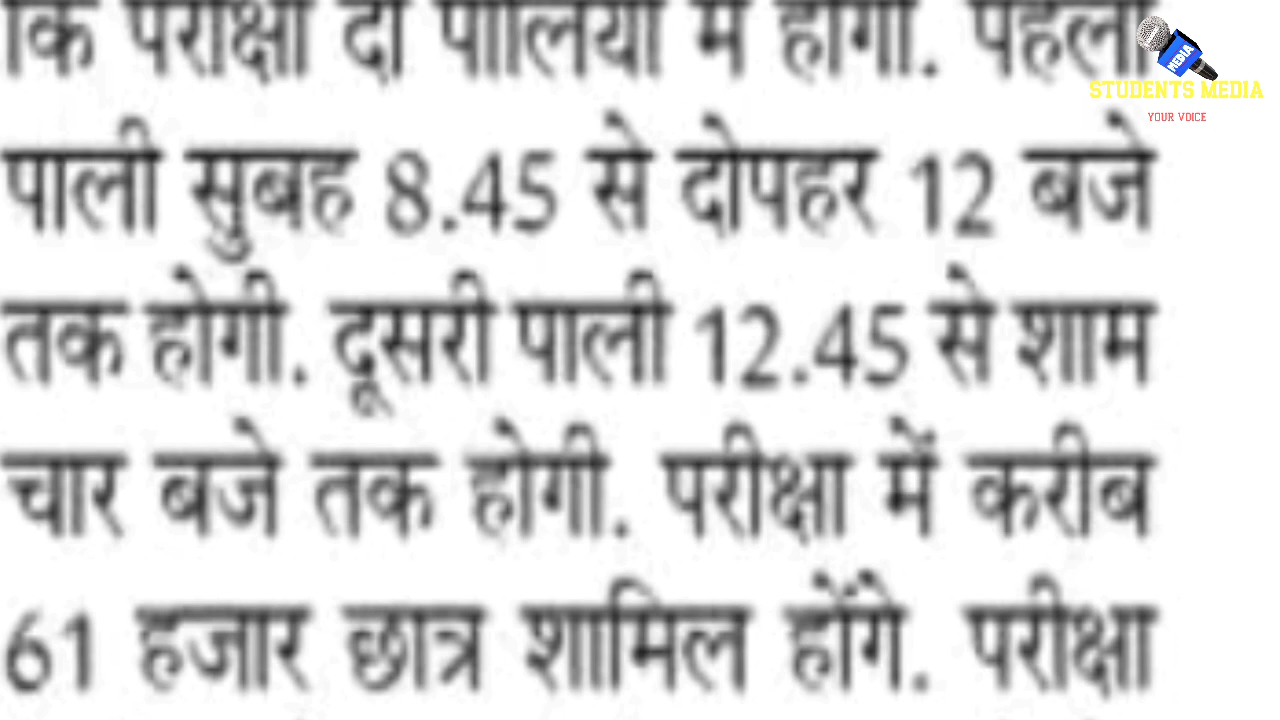 कि परीक्षा दो पालियों में होगी. पहली
MEDIA
STUDENTS MEDIA
YOUR VOICE
पाली सुबह 8.45 से दोपहर 12 बजे
तक होगी. दूसरी पाली 12.45 से शाम
चार बजे तक होगी. परीक्षा में करीब
61 हजार छात्र शामिल होंगे. परीक्षा